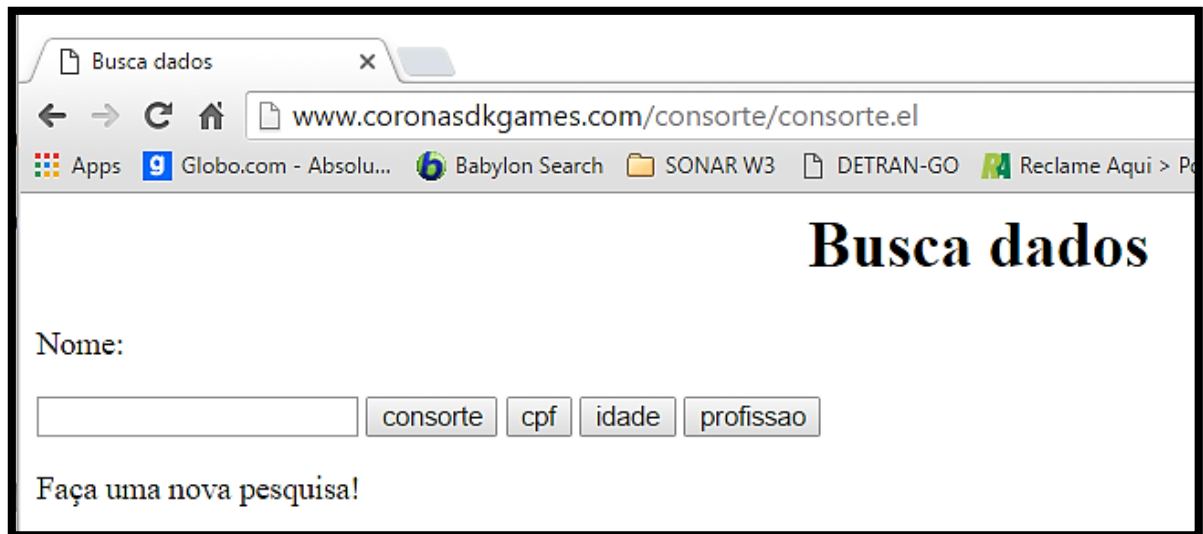 Busca dados
www.coronasdkgames.com/consorte/consorte.el
Apps Globo.com - Absolu... Babylon Search SONAR W3 DETRAN-GO Reclame Aqui >
Busca dados
Nome:
consorte cpf idade profissao
Faça uma nova pesquisa!